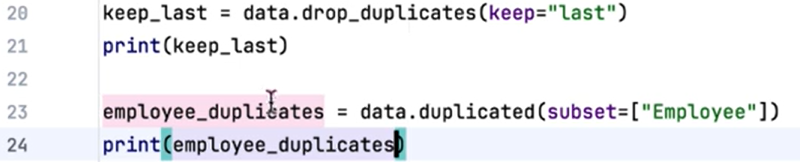 20 keep_last = data.drop_duplicates(keep="last")
21 print(keep_last)
22
23 employee_duplicates = data.duplicated(subset=["Employee"])
24 print(employee_duplicates)